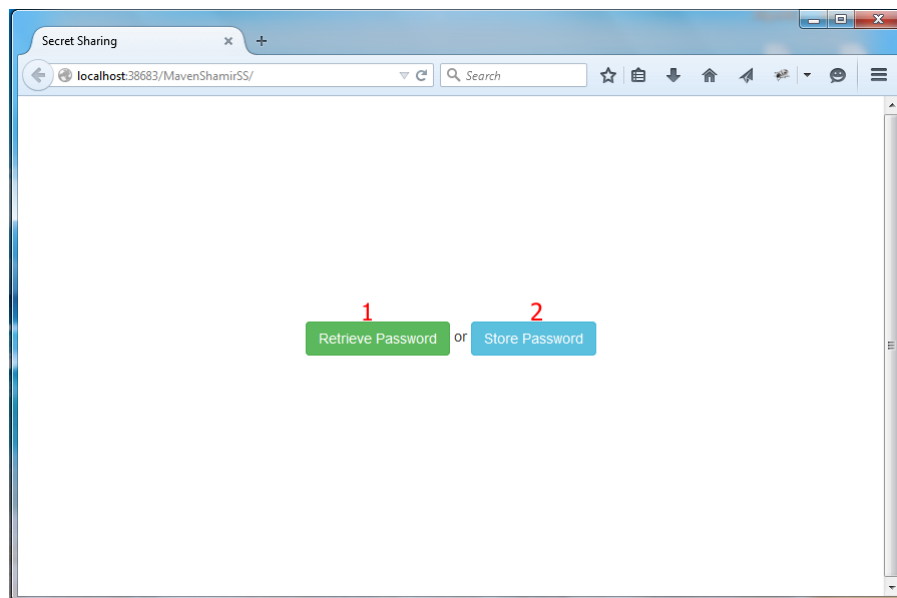 Secret Sharing
localhost:38683/MavenShamirSS/
Search
1
2
Retrieve Password or Store Password